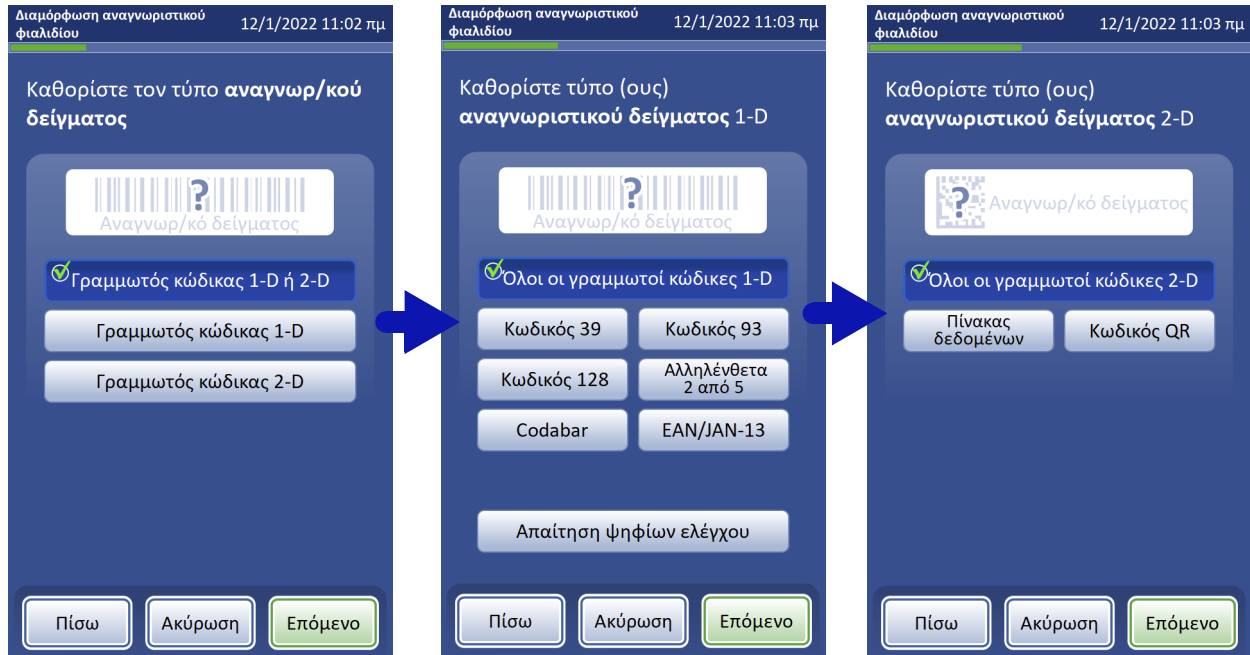 Διαμόρφωση αναγνωριστικού
φιαλιδίου
12/1/2022 11:02 πμ
Καθορίστε τον τύπο αναγνωρ/κού
δείγματος
?
Αναγνωρ/κό δείγματος
Γραμμωτός κώδικας 1-D ή 2-D
Γραμμωτός κώδικας 1-D
Γραμμωτός κώδικας 2-D
Πίσω
Ακύρωση
Επόμενο
Διαμόρφωση αναγνωριστικού
φιαλιδίου
12/1/2022 11:03 πμ
Καθορίστε τύπο (ους)
αναγνωριστικού δείγματος 1-D
?
Αναγνωρ/κό δείγματος
Όλοι οι γραμμωτοί κώδικες 1-D
Κωδικός 39
Κωδικός 93
Κωδικός 128
Αλληλένθετα
2 από 5
Codabar
EAN/JAN-13
Απαίτηση ψηφίων ελέγχου
Πίσω
Ακύρωση
Επόμενο
Διαμόρφωση αναγνωριστικού
φιαλιδίου
12/1/2022 11:03 πμ
Καθορίστε τύπο (ους)
αναγνωριστικού δείγματος 2-D
?
Αναγνωρ/κό δείγματος
Όλοι οι γραμμωτοί κώδικες 2-D
Πίνακας
δεδομένων
Κωδικός QR
Πίσω
Ακύρωση
Επόμενο